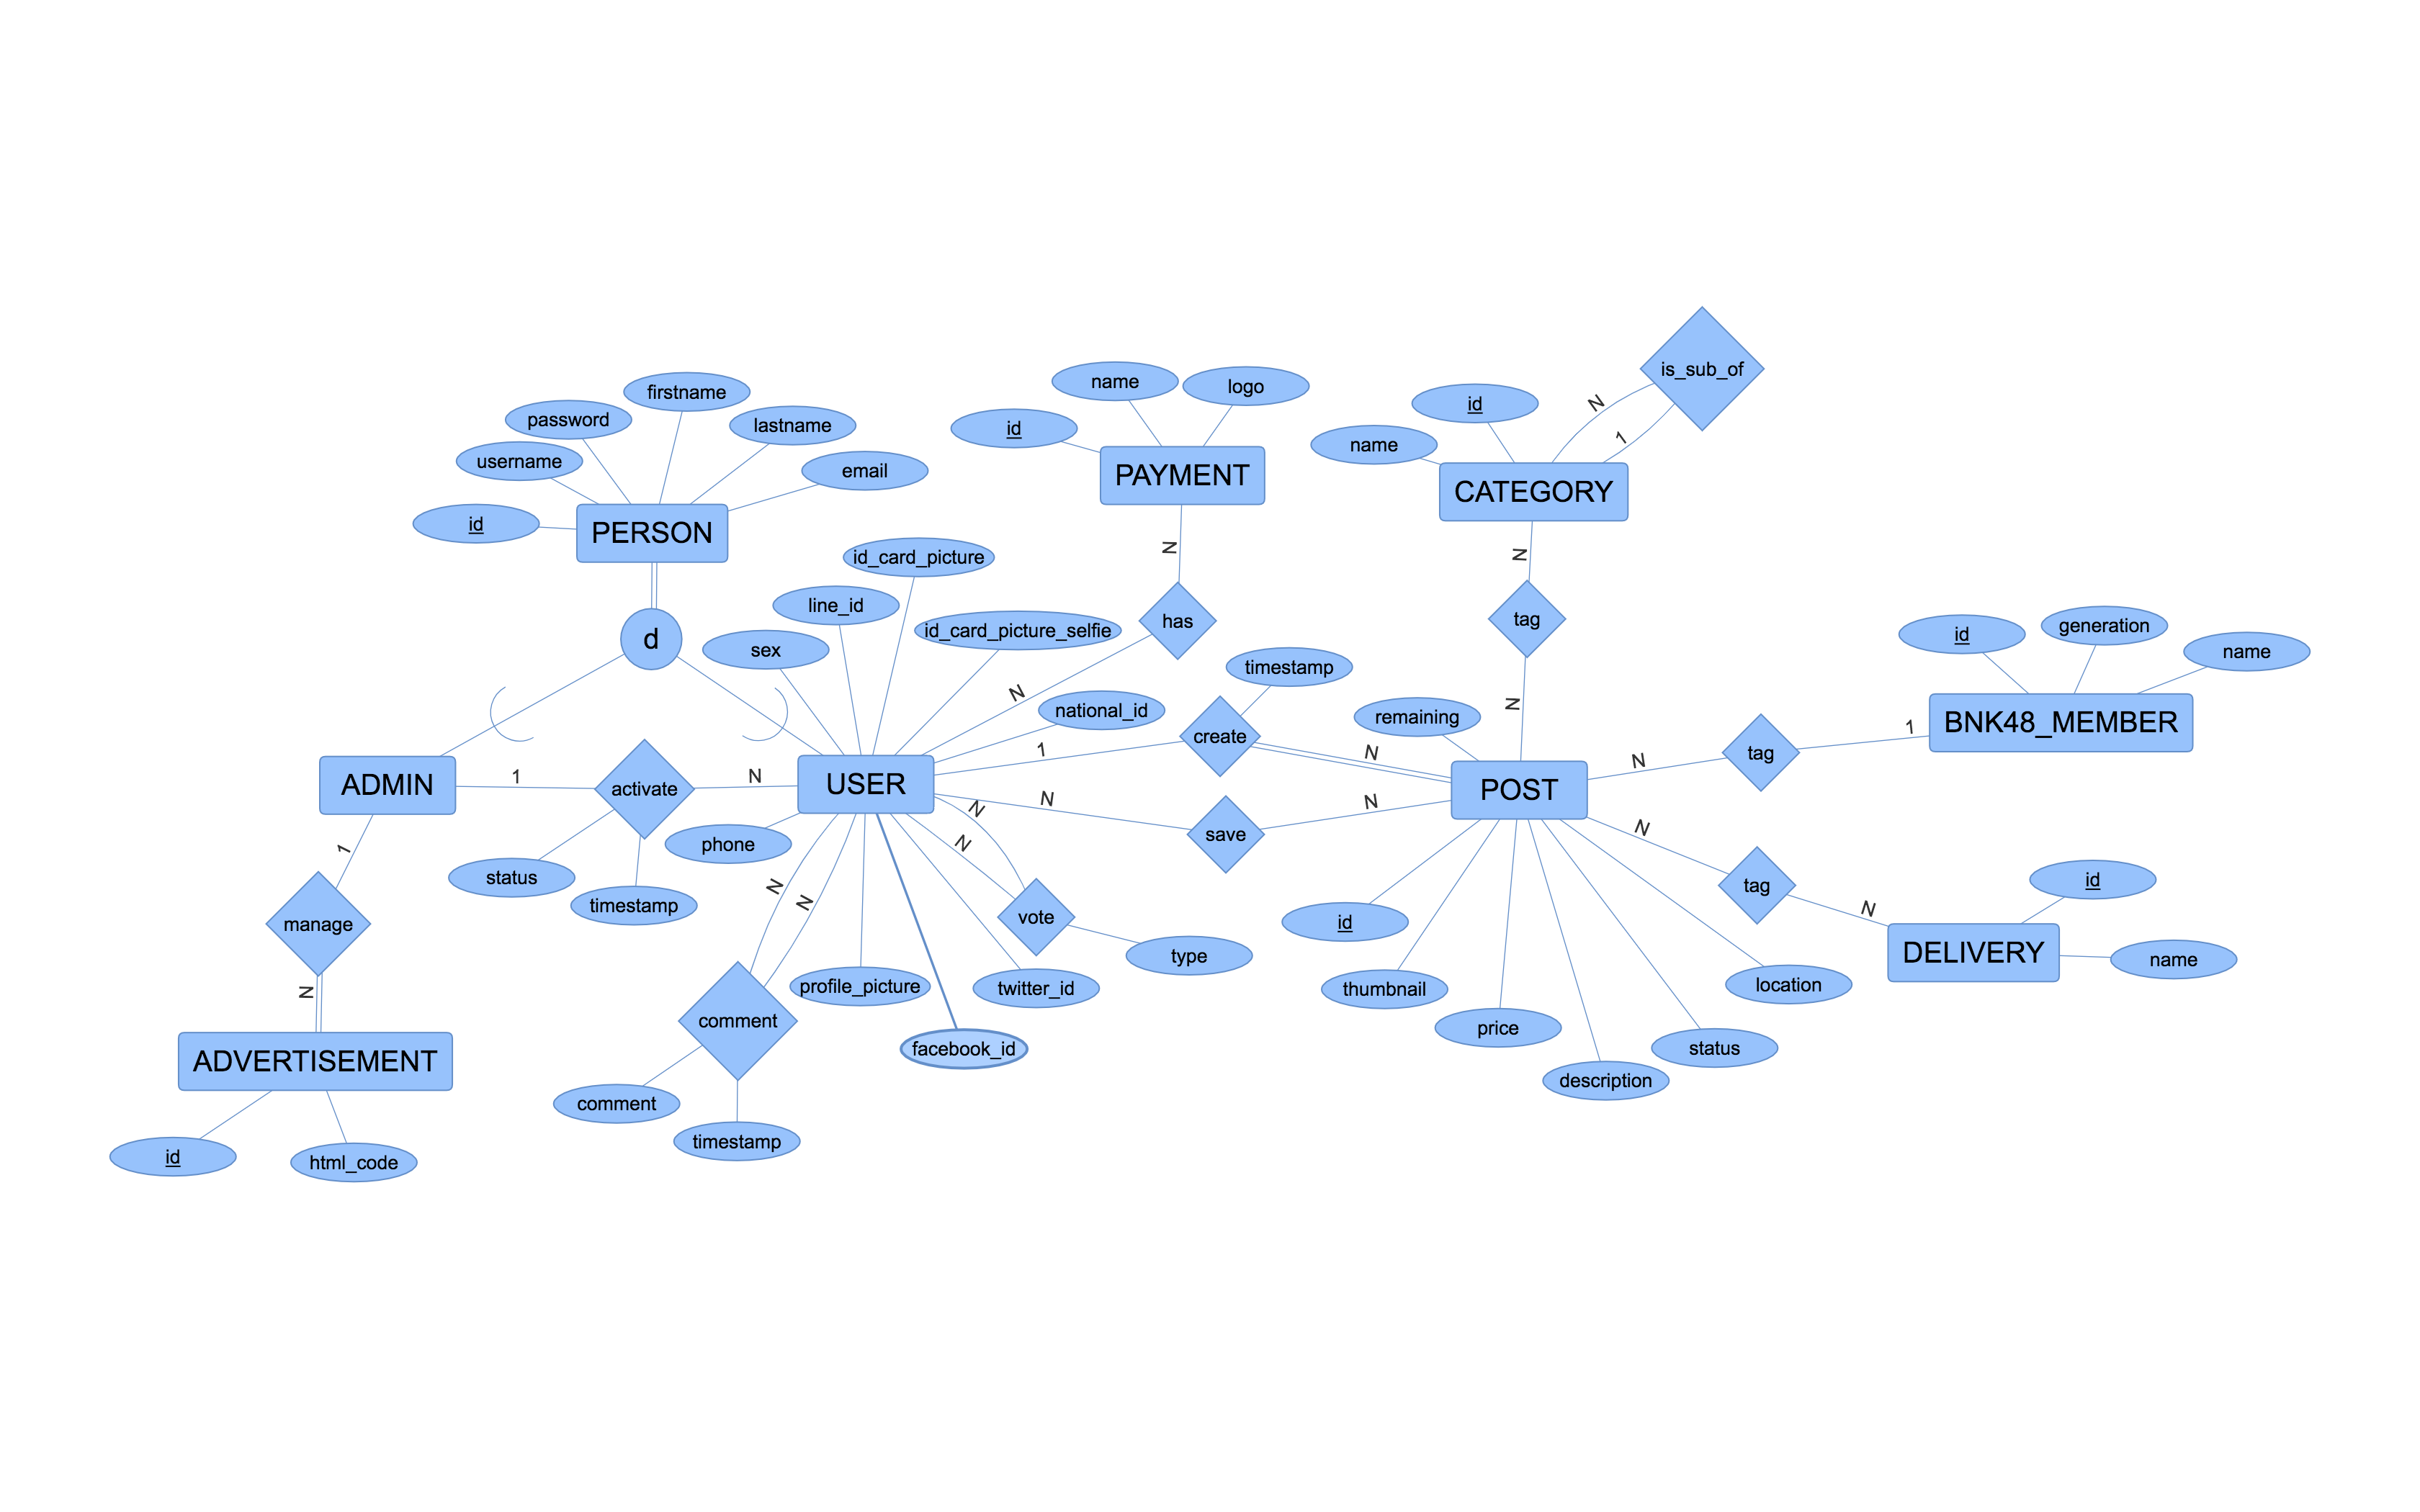 is_sub_of
name
logo
firstname
id
N
password
lastname
id
1
name
username
email
PAYMENT
CATEGORY
id
PERSON
N
N
id_card_picture
line_id
has
tag
id_card_picture_selfie
generation
id
d
sex
timestamp
name
N
national_id
N
remaining
BNK48_MEMBER
create
1
1
N
tag
N
ADMIN
1
activate
N
USER
POST
N
N
N
N
save
N
phone
N
1
status
N
N
tag
id
timestamp
N
N
manage
vote
id
DELIVERY
type
name
N
profile_picture
twitter_id
thumbnail
location
comment
price
ADVERTISEMENT
facebook_id
status
description
comment
timestamp
id
html_code